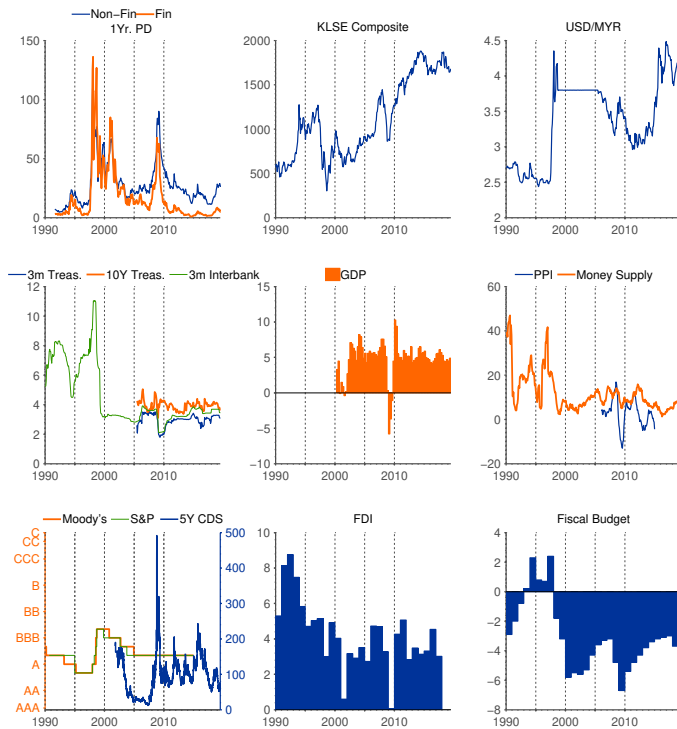 Non−Fin Fin
1Yr. PD
150
100
50
0
1990 2000 2010
KLSE Composite
2000
1500
1000
500
0
1990 2000 2010
USD/MYR
4.5
4
3.5
3
2.5
2
1990 2000 2010
3m Treas. 10Y Treas. 3m Interbank
12
10
8
6
4
2
0
1990 2000 2010
GDP
15
10
5
0
−5
−10
1990 2000 2010
PPI Money Supply
60
40
20
0
−20
1990 2000 2010
Moody's S&P 5Y CDS
C
CC
CCC
B
BB
BBB
A
AA
AAA
500
400
300
200
100
0
1990 2000 2010
FDI
10
8
6
4
2
0
1990 2000 2010
Fiscal Budget
4
2
0
−2
−4
−6
−8
1990 2000 2010